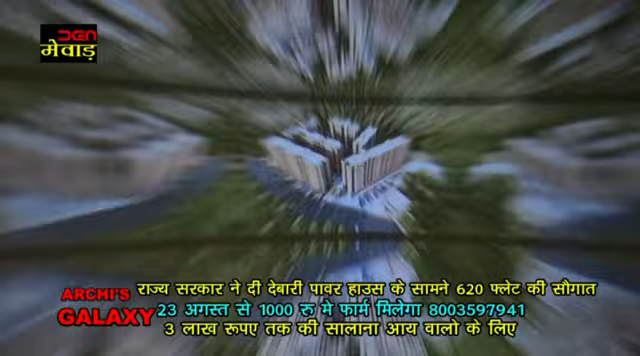 DEN
मेवाड़
राज्य सरकार ने दी देबारी पावर हाउस के सामने 620 फ्लेट की सौगात
ARCHI'S GALAXY
23 अगस्त से 1000 रु मे फार्म मिलेगा 8003597941
3 लाख रूपए तक की सालाना आय वालो के लिए